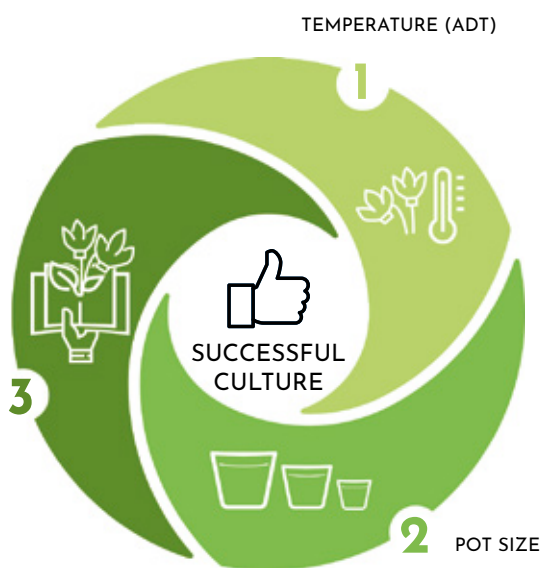 TEMPERATURE (ADT)
1
SUCCESSFUL
CULTURE
3
2 POT SIZE